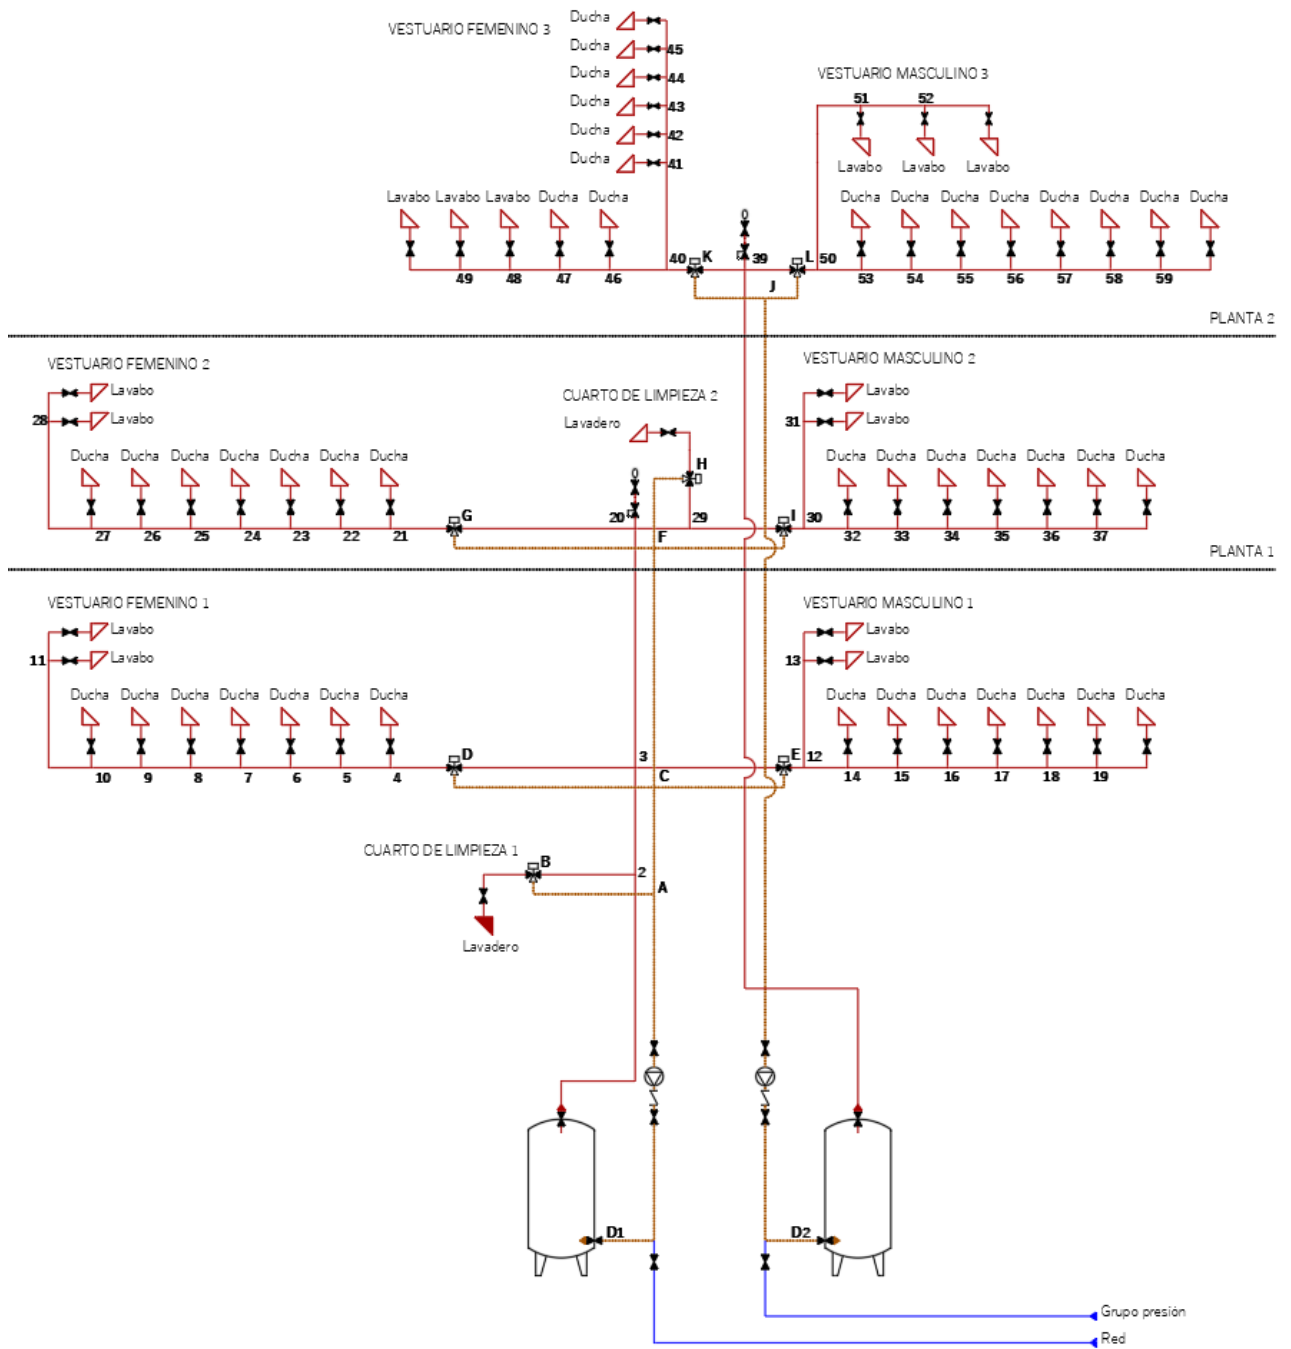 Ducha
VESTUARIO FEMENINO 3
Ducha
45
Ducha
44
VESTUARIO MASCULINO 3
Ducha
43
51 52
Ducha
42
Ducha
41
Lavabo Lavabo Lavabo
Lavabo Lavabo Lavabo Ducha Ducha
Ducha Ducha Ducha Ducha Ducha Ducha Ducha Ducha
0
40 K 39 L 50
49 48 47 46
J
53 54 55 56 57 58 59
PLANTA 2
VESTUARIO FEMENINO 2
VESTUARIO MASCULINO 2
Lavabo
CUARTO DE LIMPIEZA 2
Lavabo
28 Lavabo
Lavadero
31 Lavabo
Ducha Ducha Ducha Ducha Ducha Ducha Ducha
H
0
Ducha Ducha Ducha Ducha Ducha Ducha Ducha
G 20 29 I 30
27 26 25 24 23 22 21
F
32 33 34 35 36 37
PLANTA 1
VESTUARIO FEMENINO 1
VESTUARIO MASCULINO 1
Lavabo
Lavabo
11 Lavabo
13 Lavabo
Ducha Ducha Ducha Ducha Ducha Ducha Ducha
Ducha Ducha Ducha Ducha Ducha Ducha Ducha
D 3 E 12
10 9 8 7 6 5 4
C
14 15 16 17 18 19
CUARTO DE LIMPIEZA 1
B
2
A
Lavadero
D1 D2
Grupo presión
Red